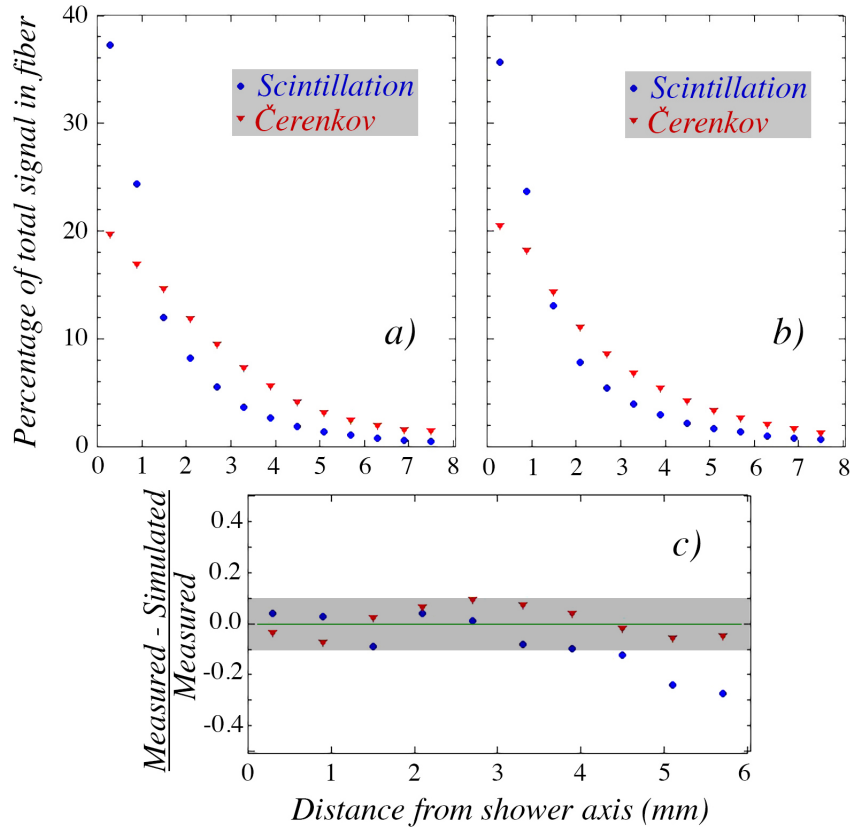 Percentage of total signal in fiber
40
30
20
10
0
Scintillation
Čerenkov
a)
0 1 2 3 4 5 6 7 8
Scintillation
Čerenkov
b)
0 1 2 3 4 5 6 7 8
Measured - Simulated
Measured
0.4
0.2
0.0
-0.2
-0.4
c)
0 1 2 3 4 5 6
Distance from shower axis (mm)